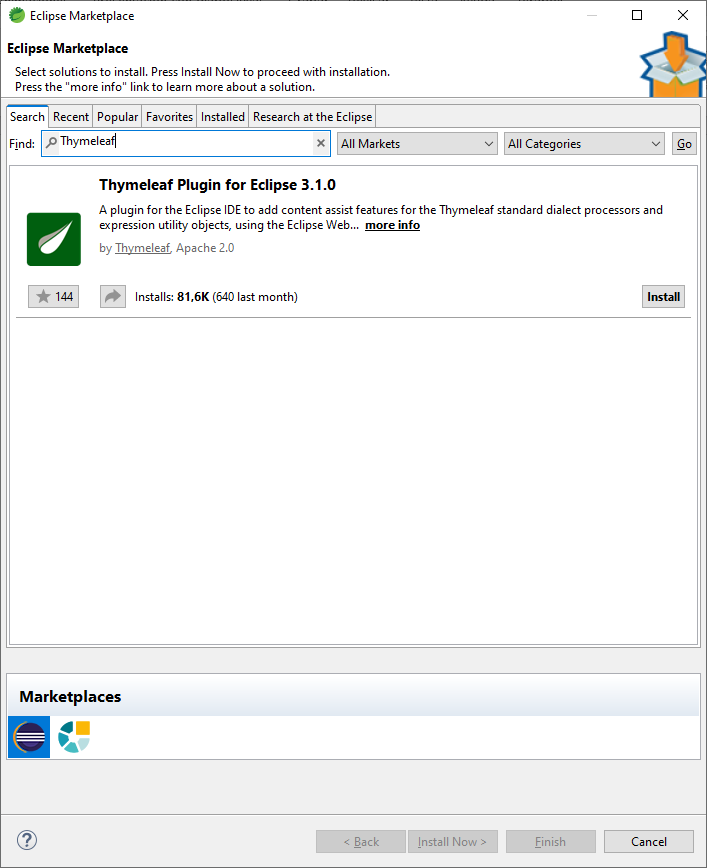 Eclipse Marketplace
Eclipse Marketplace
Select solutions to install. Press Install Now to proceed with installation.
Press the "more info" link to learn more about a solution.
Search Recent Popular Favorites Installed Research at the Eclipse
Find: Thymeleaf All Markets All Categories Go
Thymeleaf Plugin for Eclipse 3.1.0
A plugin for the Eclipse IDE to add content assist features for the Thymeleaf standard dialect processors and
expression utility objects, using the Eclipse Web... more info
by Thymeleaf, Apache 2.0
144 Installs: 81,6K (640 last month) Install
Marketplaces
? < Back Install Now > Finish Cancel